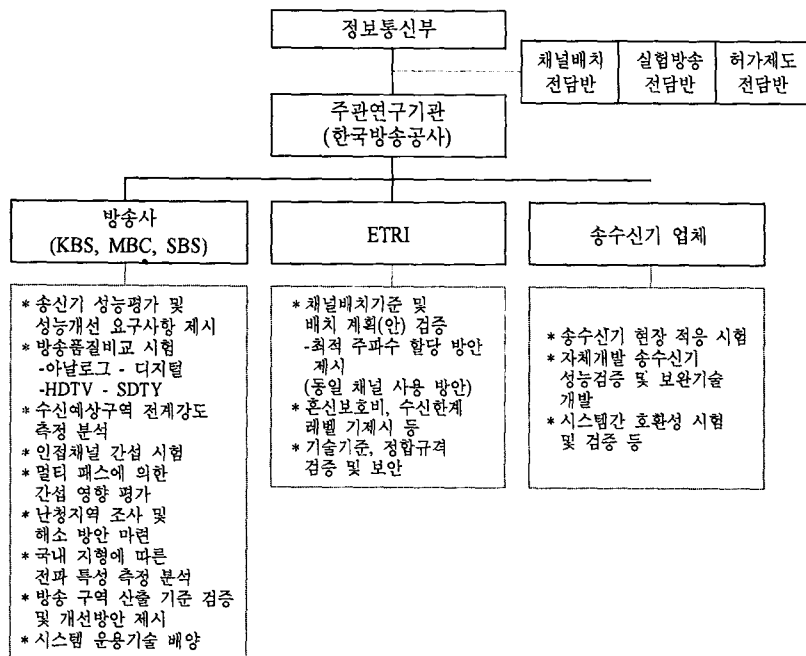 정보통신부
채널배치
전담반
실험방송
전담반
허가제도
전담반
주관연구기관
(한국방송공사)
방송사
(KBS, MBC, SBS)
* 송신기 성능평가 및
성능개선 요구사항 제시
* 방송품질비교 시험
-아날로그 - 디지털
-HDTV - SDTY
* 수신예상구역 전계강도
측정 분석
* 인접채널 간섭 시험
* 멀티 패스에 의한
간섭 영향 평가
* 난청지역 조사 및
해소 방안 마련
* 국내 지형에 따른
전파 특성 측정 분석
* 방송 구역 산출 기준 검증
및 개선방안 제시
* 시스템 운용기술 배양
ETRI
* 채널배치기준 및
배치 계획(안) 검증
-최적 주파수 할당 방안
제시
(동일 채널 사용 방안)
* 혼신보호비, 수신한계
레벨 기제시 등
* 기술기준, 정합규격
검증 및 보안
송수신기 업체
* 송수신기 현장 적응 시험
* 자체개발 송수신기
성능검증 및 보완기술
개발
* 시스템간 호환성 시험
및 검증 등